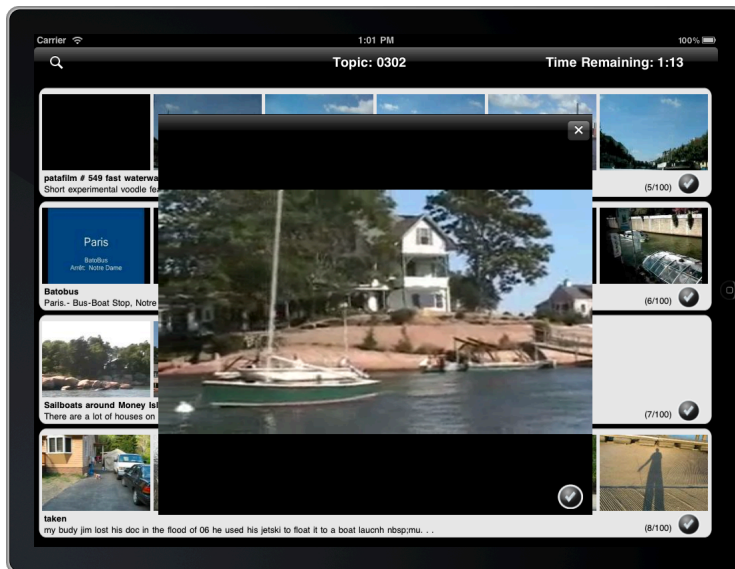 Carrier 1:01 PM 100%
Topic: 0302 Time Remaining: 1:13
patafilm # 549 fast
Short experimental voodle
(5/100)
Paris
BatoBus
Arrêt: Notre Dame
Batobus
Paris.- Bus-Boat Stop, Notre
(6/100)
Sailboats around Money
There are a lot of houses on
(7/100)
taken
my budy jim lost his doc in the flood of 06 he used his jetski to float it to a boat laucnh nbsp;mu. . .
(8/100)